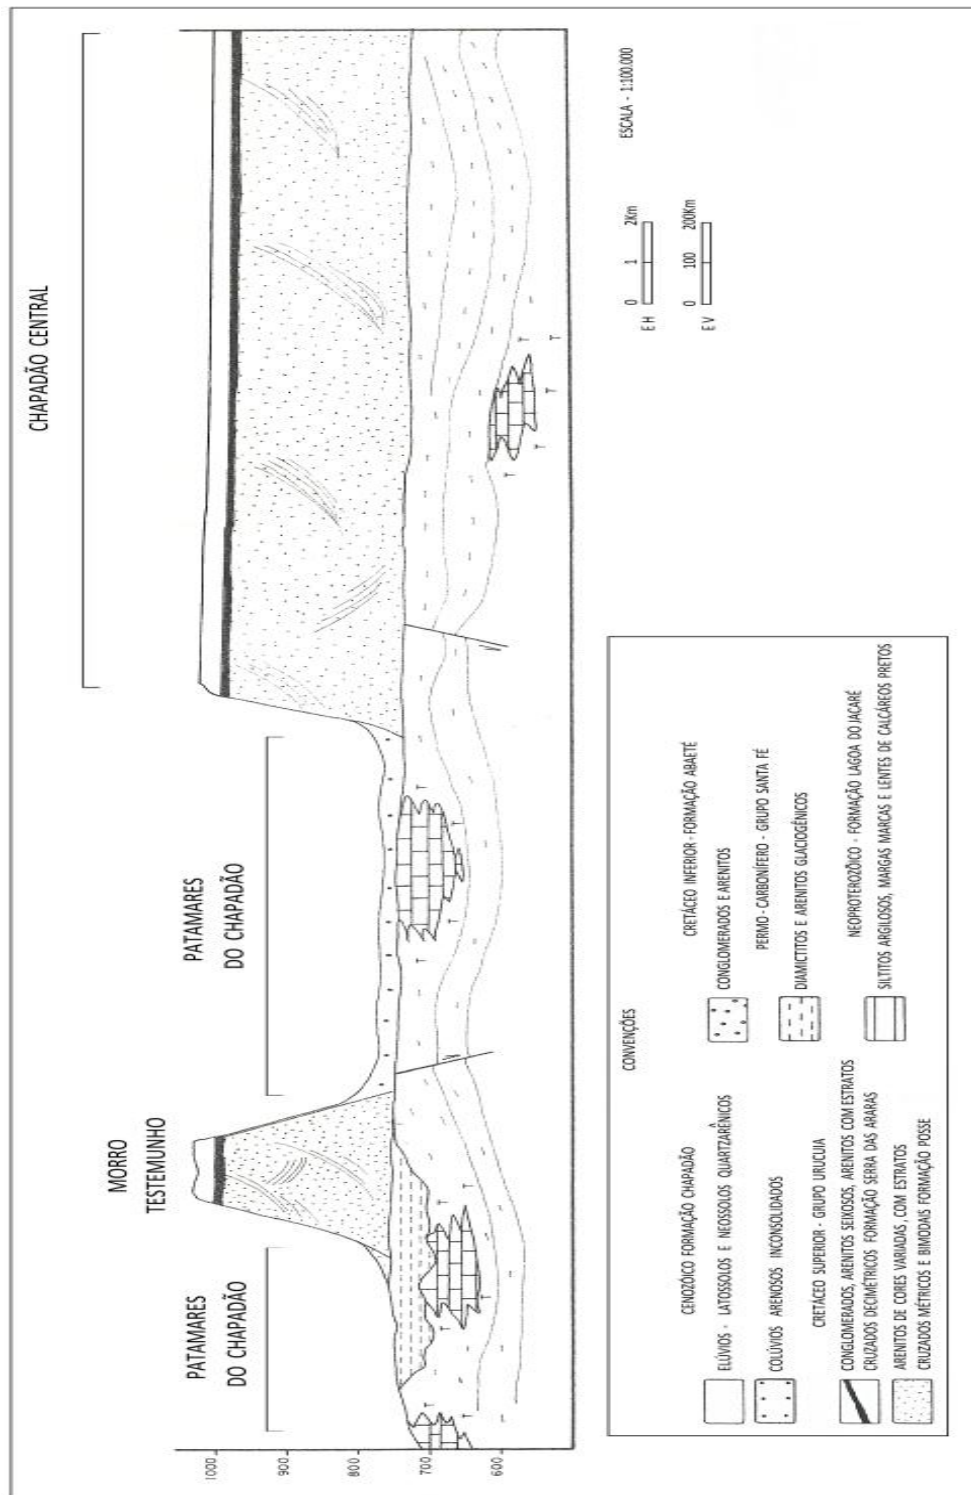 CHAPADÃO CENTRAL
PATAMARES
DO CHAPADÃO
MORRO
TESTEMUNHO
PATAMARES
DO CHAPADÃO
1000
900
800
700
600
CONVENÇÕES
CENOZÓICO FORMAÇÃO CHAPADÃO
ELÚVIOS - LATOSSOLOS E NEOSSOLOS QUARTZARÊNICOS
COLÚVIOS ARENOSOS INCONSOLIDADOS
CRETÁCEO SUPERIOR - GRUPO URUCUIA
CONGLOMERADOS, ARENITOS SEIXOSOS, ARENITOS COM ESTRATOS
CRUZADOS DECIMÉTRICOS FORMAÇÃO SERRA DAS ARARAS
ARENITOS DE CORES VARIADAS, COM ESTRATOS
CRUZADOS MÉTRICOS E BIMODAIS FORMAÇÃO POSSE
CRETÁCEO INFERIOR - FORMAÇÃO ABAETÉ
CONGLOMERADOS E ARENITOS
PERMO - CARBONÍFERO - GRUPO SANTA FÉ
DIAMICTITOS E ARENITOS GLACIOGÊNICOS
NEOPROTEROZÓICO - FORMAÇÃO LAGOA DO JACARÉ
SILTITOS ARGILOSOS, MARGAS MARCAS E LENTES DE CALCÁREOS PRETOS
EH 0 1 2Km
EV 0 100 200Km
ESCALA - 1:100.000